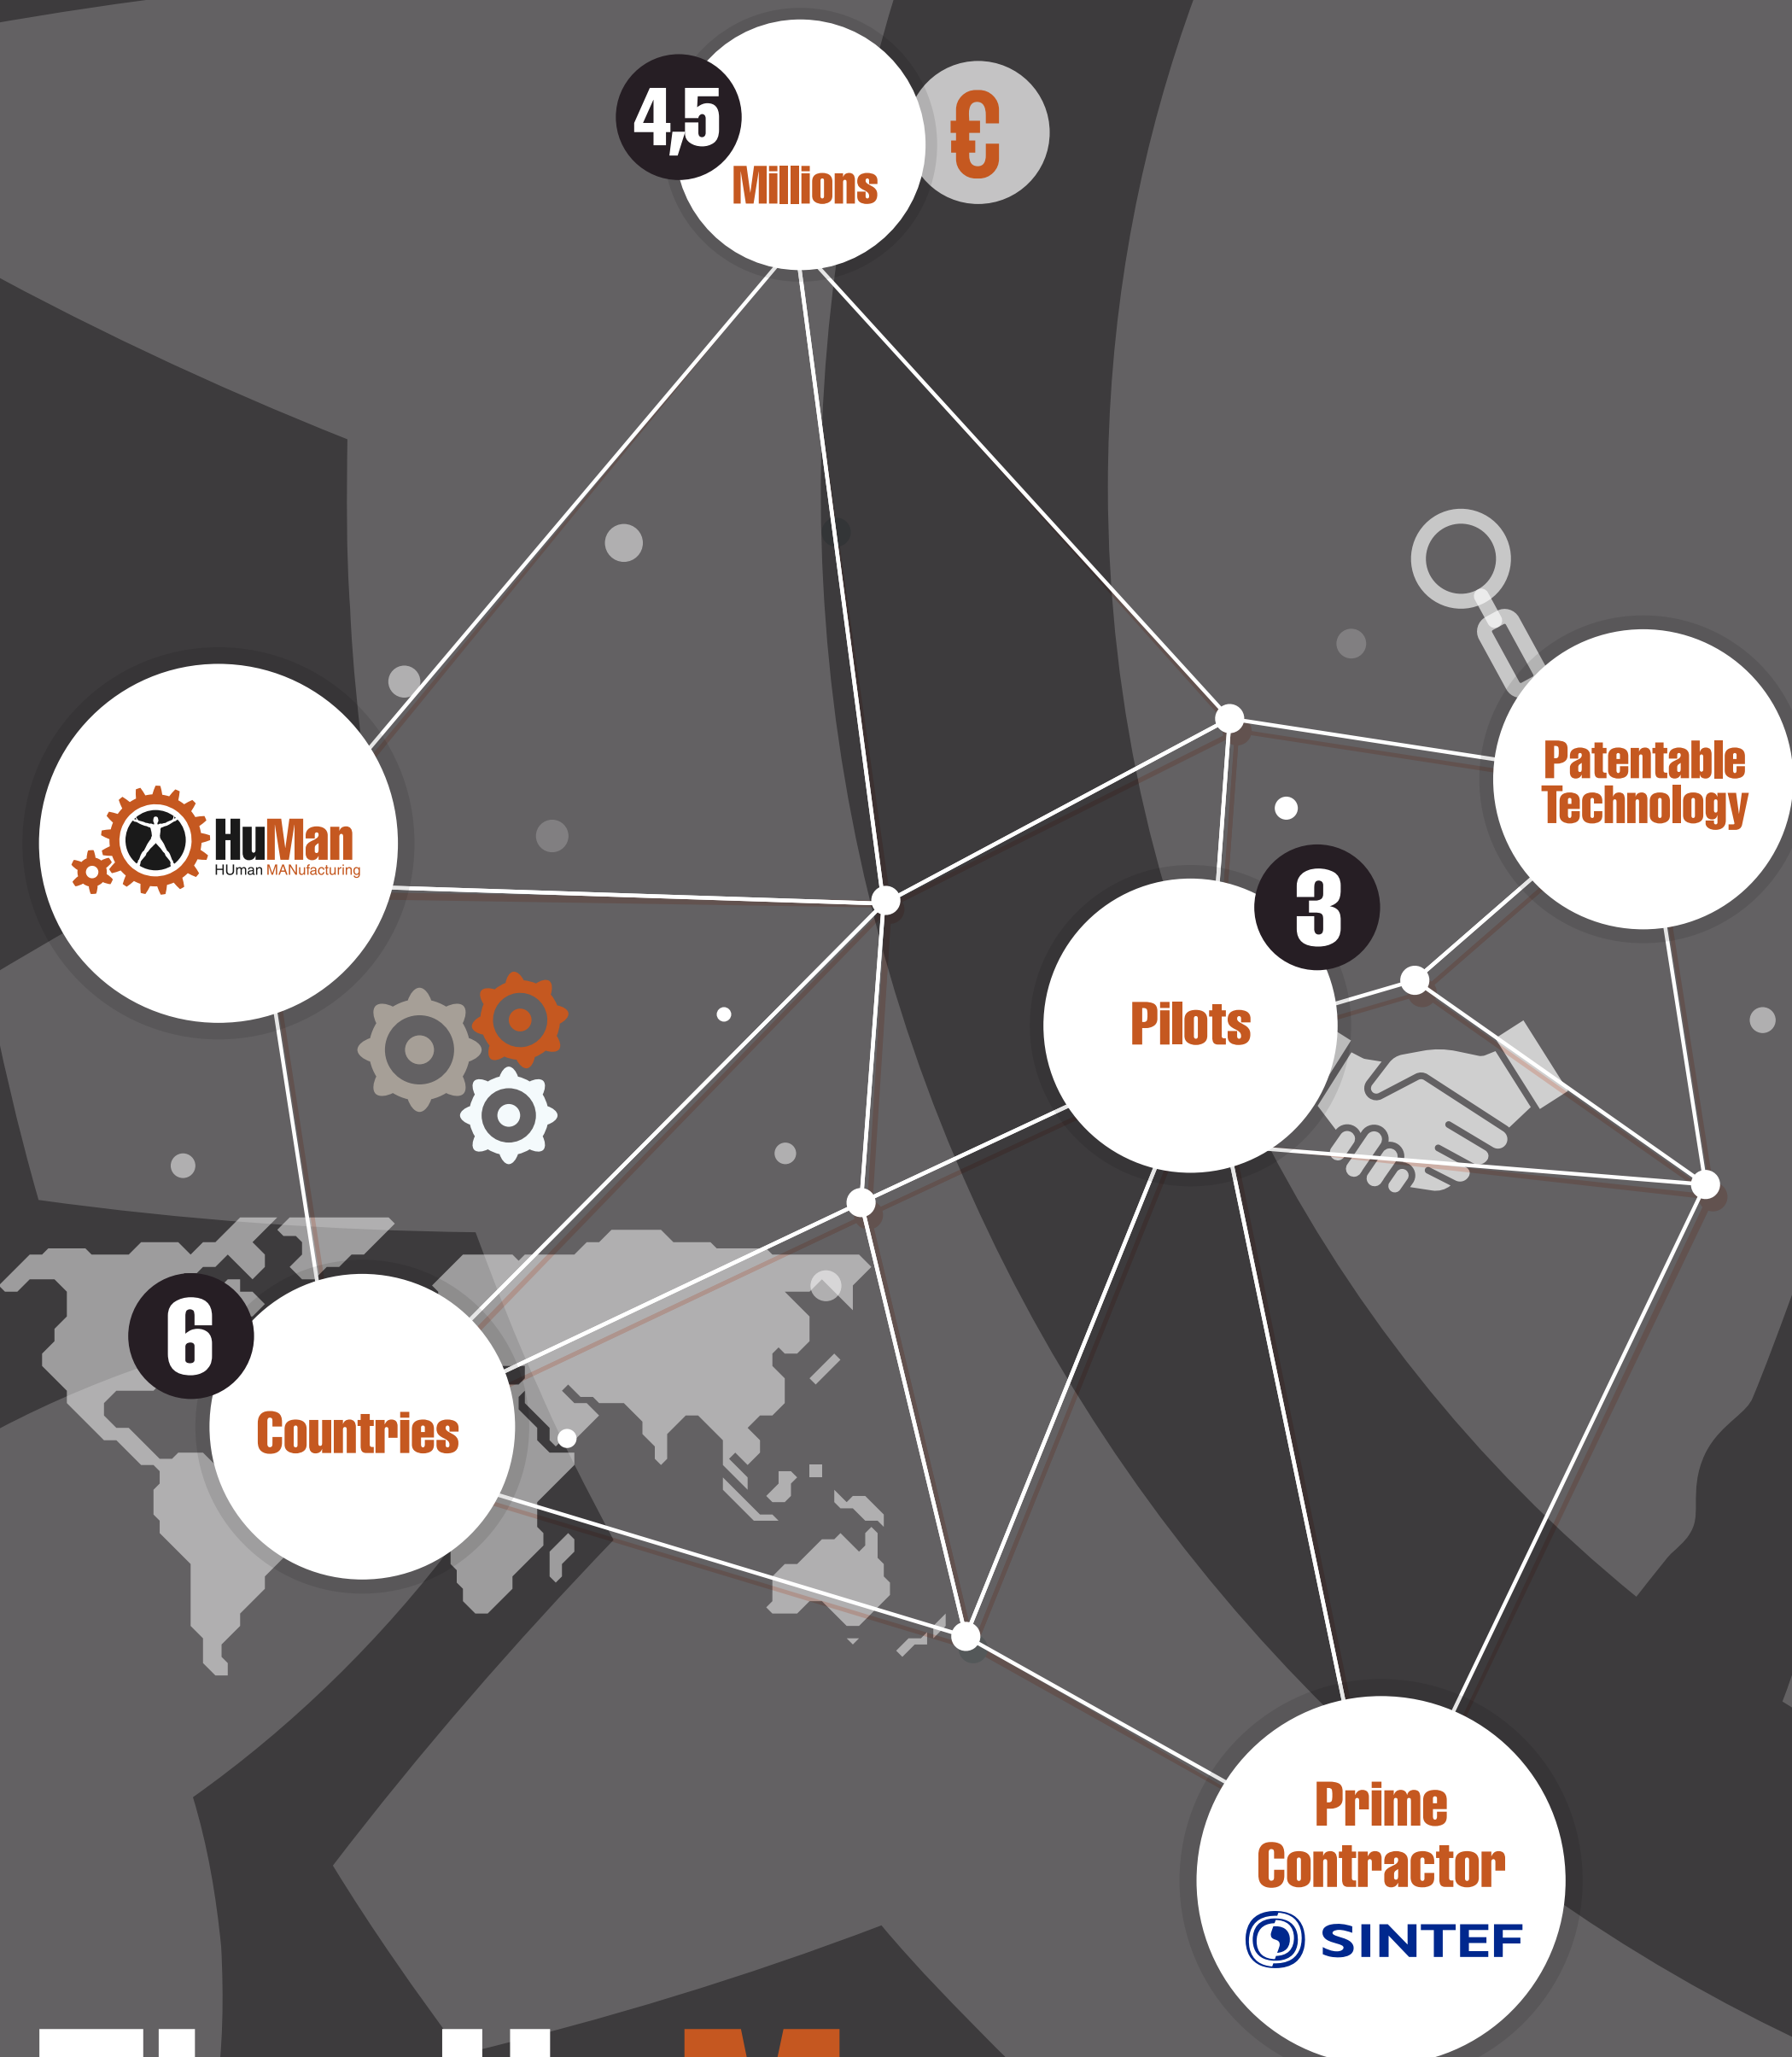 4,5
€
Millions
Patentable
Technology
HuMan
HUman MANufacturing
3
Pilots
6
Countries
Prime
Contractor
SINTEF